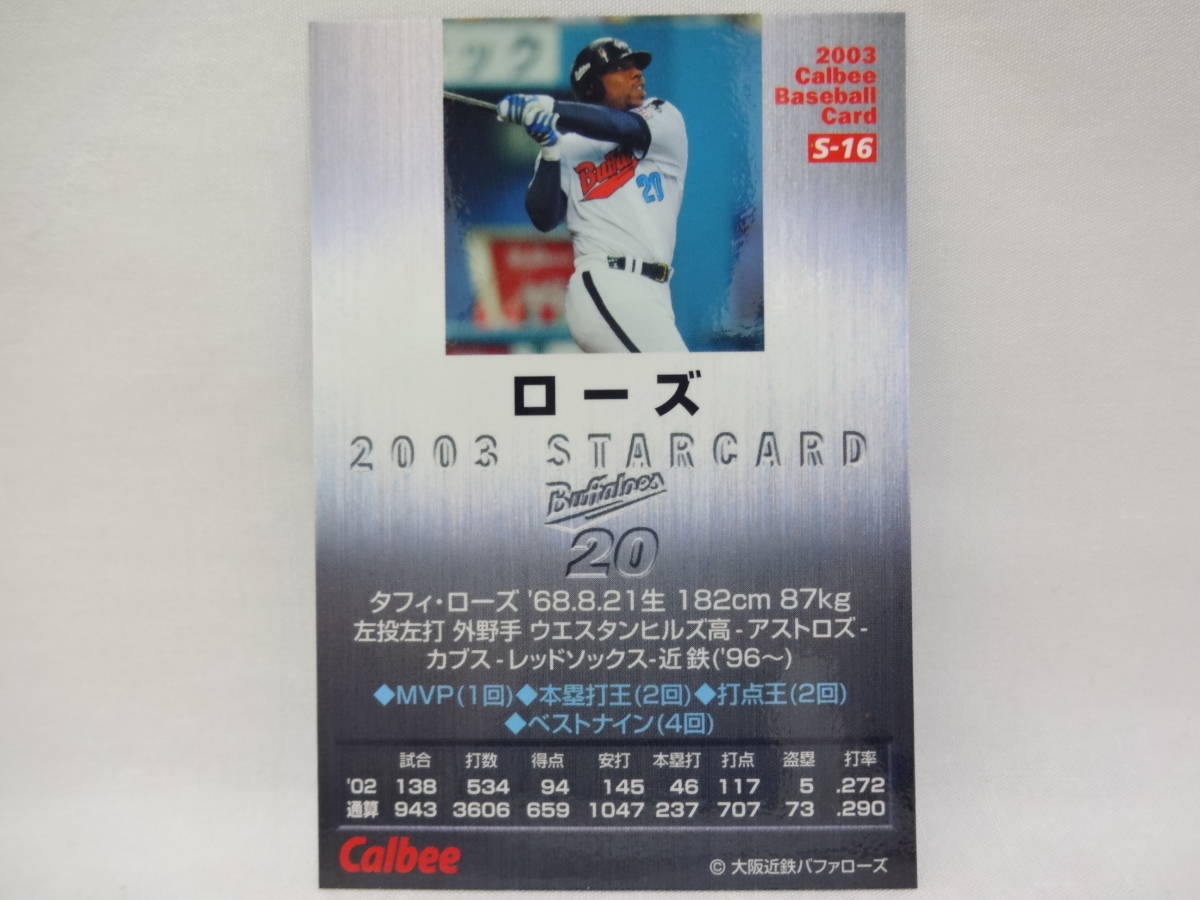 ック
2003
Calbee
Baseball
Card
S-16
20
ローズ
2003 STARCARD
Buffaloes
20
タフィ・ローズ '68.8.21生 182cm 87kg
左投左打 外野手 ウエスタンヒルズ高-アストロズ-
カブス-レッドソックス-近鉄('96～)
◆MVP(1回)◆本塁打王(2回)◆打点王(2回)
◆ベストナイン(4回)
試合 打数 得点 安打 本塁打 打点 盗塁 打率
'02 138 534 94 145 46 117 5 .272
通算 943 3606 659 1047 237 707 73 .290
Calbee
© 大阪近鉄バファローズ